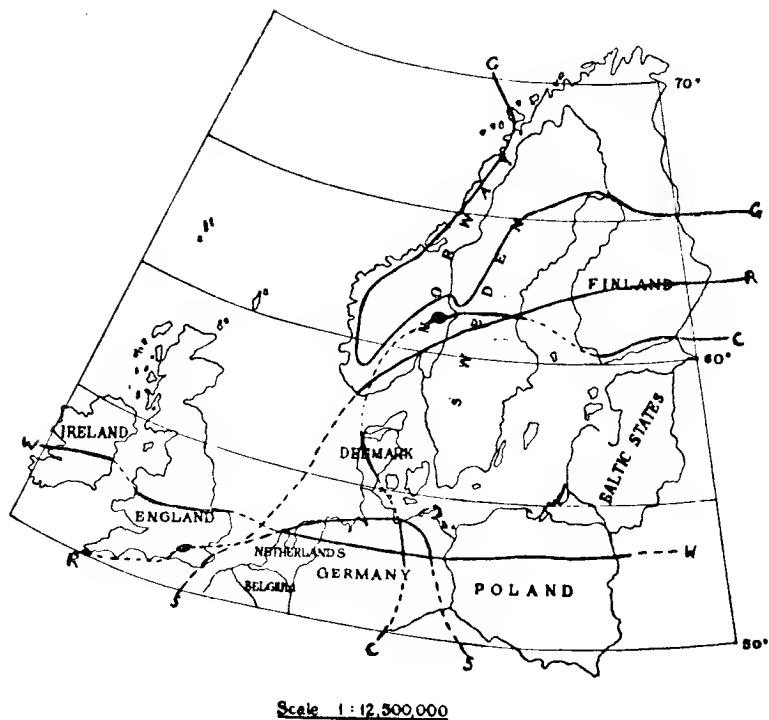 G
70°
NORWAY
SWEDEN
G
FINLAND
R
C
60°
IRELAND
W
DENMARK
BALTIC STATES
ENGLAND
R
NETHERLANDS
W
BELGIUM
GERMANY
POLAND
S
C
S
50°
Scale 1:12,500,000